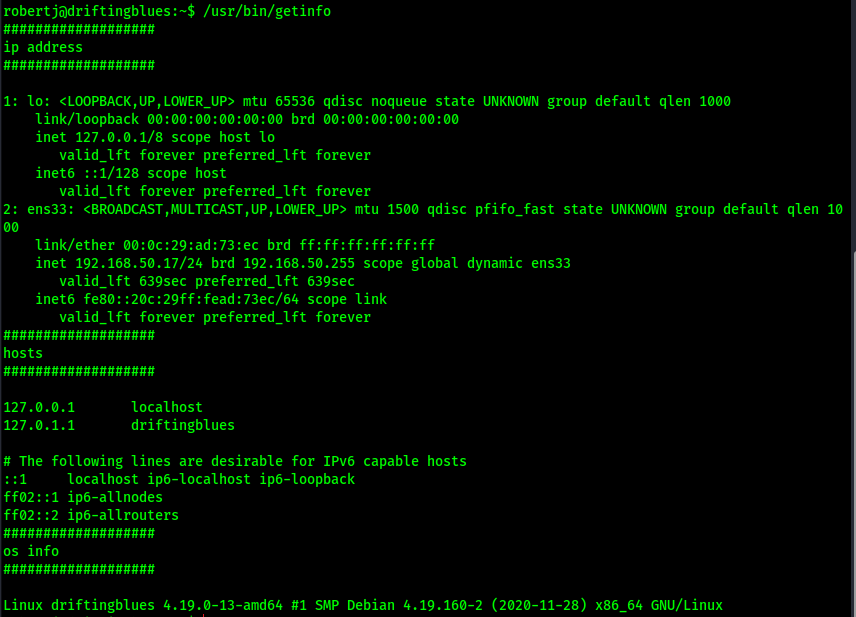 robertj@driftingblues:~$ /usr/bin/getinfo
###################
ip address
###################
1: lo: <LOOPBACK,UP,LOWER_UP> mtu 65536 qdisc noqueue state UNKNOWN group default qlen 1000
    link/loopback 00:00:00:00:00:00 brd 00:00:00:00:00:00
    inet 127.0.0.1/8 scope host lo
       valid_lft forever preferred_lft forever
    inet6 ::1/128 scope host
       valid_lft forever preferred_lft forever
2: ens33: <BROADCAST,MULTICAST,UP,LOWER_UP> mtu 1500 qdisc pfifo_fast state UNKNOWN group default qlen 10
00
    link/ether 00:0c:29:ad:73:ec brd ff:ff:ff:ff:ff:ff
    inet 192.168.50.17/24 brd 192.168.50.255 scope global dynamic ens33
       valid_lft 639sec preferred_lft 639sec
    inet6 fe80::20c:29ff:fead:73ec/64 scope link
       valid_lft forever preferred_lft forever
###################
hosts
###################
127.0.0.1       localhost
127.0.1.1       driftingblues
# The following lines are desirable for IPv6 capable hosts
::1     localhost ip6-localhost ip6-loopback
ff02::1 ip6-allnodes
ff02::2 ip6-allrouters
###################
os info
###################
Linux driftingblues 4.19.0-13-amd64 #1 SMP Debian 4.19.160-2 (2020-11-28) x86_64 GNU/Linux